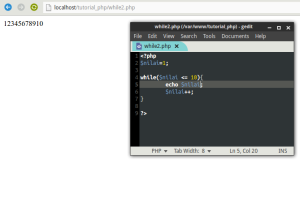 localhost/tutorial_php/while2.php
12345678910
while2.php (/var/www/tutorial_php) - gedit
File Edit View Search Tools Documents Help
while2.php ×
1 <?php
2 $nilai=1;
3
4 while($nilai <= 10){
5 echo $nilai;
6 $nilai++;
7 }
8
9 ?>
PHP Tab Width: 8 Ln 5, Col 20 INS